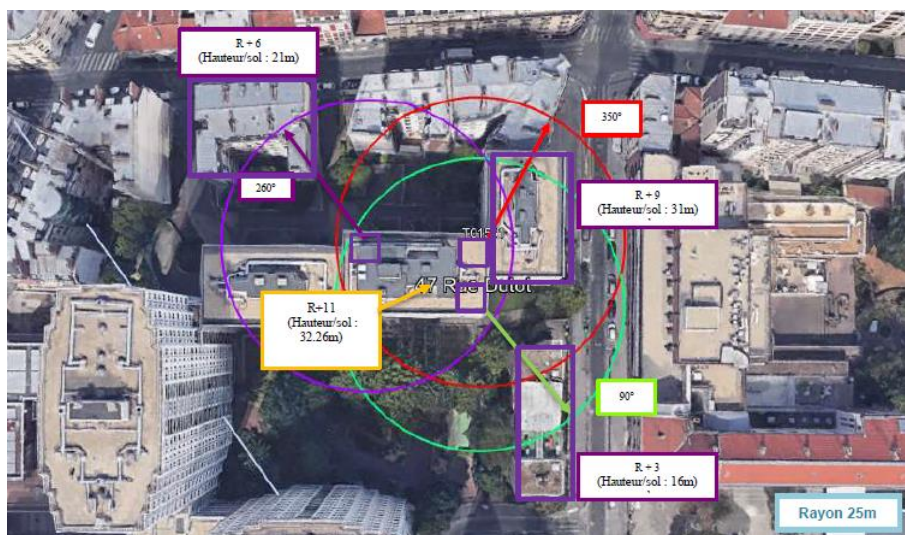 R + 6
(Hauteur/sol : 21m)
350°
260°
R + 9
(Hauteur/sol : 31m)
47 Rue Dutot
R+11
(Hauteur/sol :
32.26m)
90°
R + 3
(Hauteur/sol : 16m)
Rayon 25m